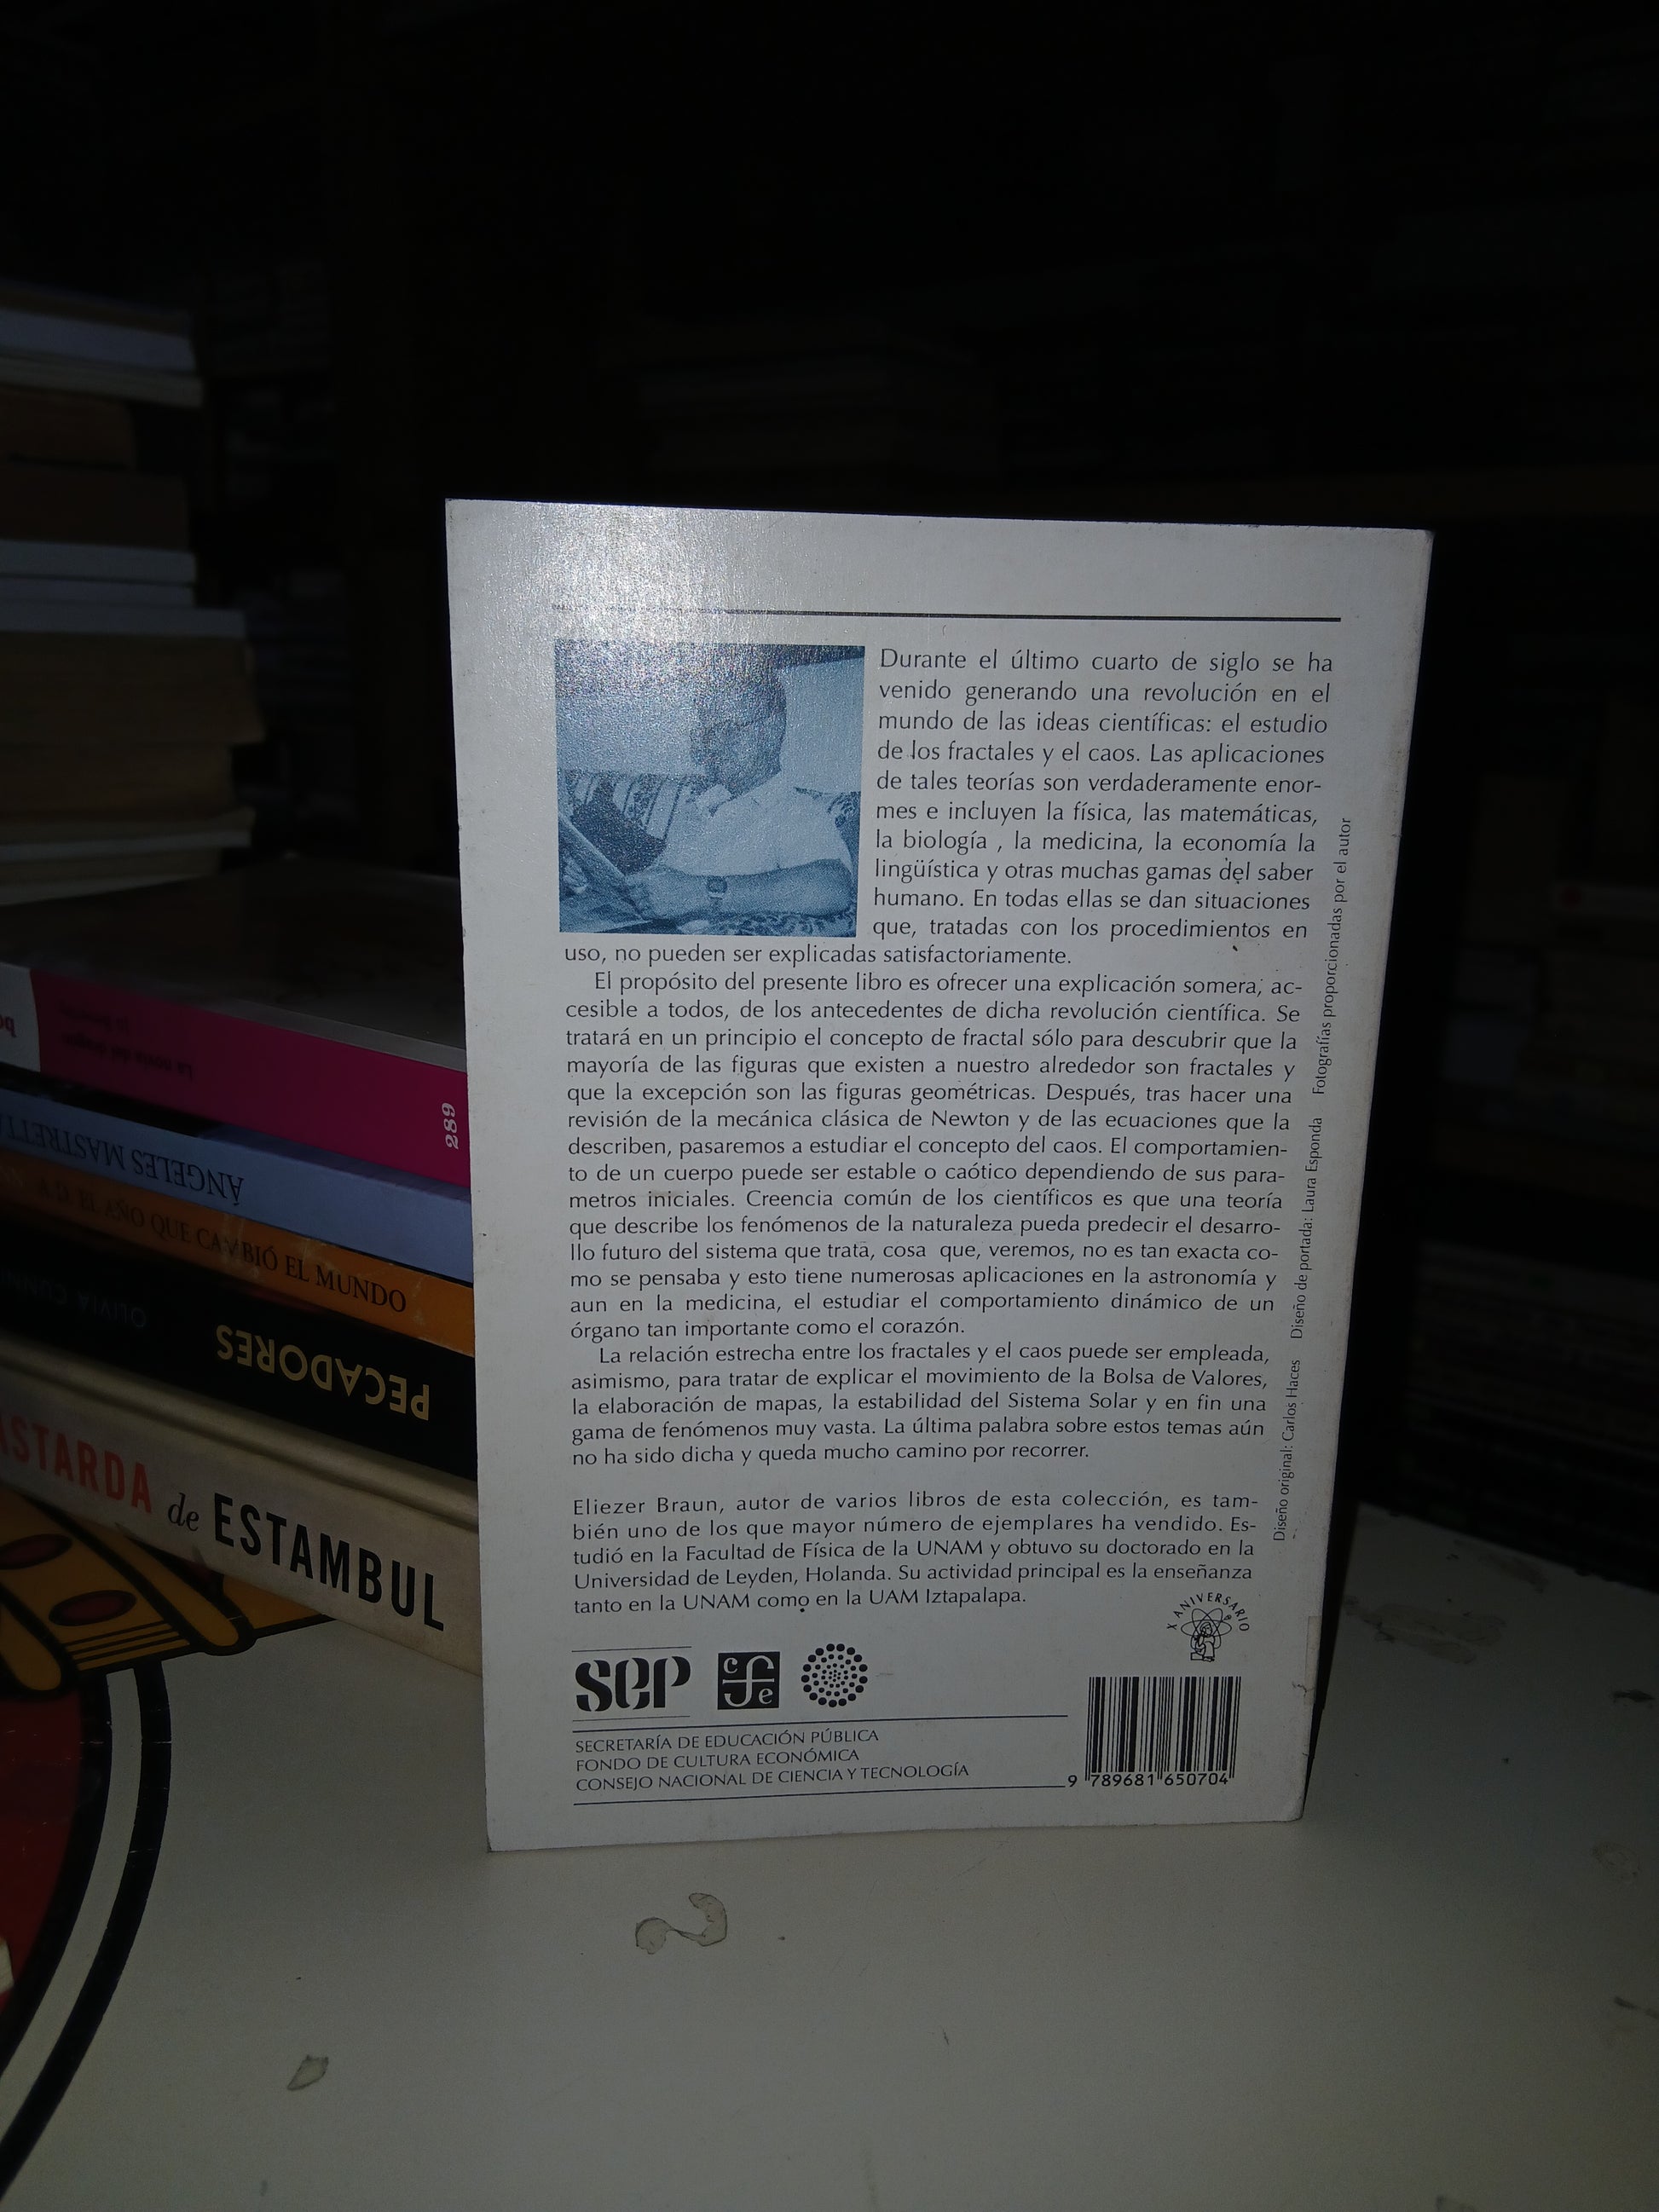 Durante el último cuarto de siglo se ha
venido generando una revolución en el
mundo de las ideas científicas: el estudio
de los fractales y el caos. Las aplicaciones
de tales teorías son verdaderamente enor-
mes e incluyen la física, las matemáticas,
la biología , la medicina, la economía la
lingüística y otras muchas gamas del saber
humano. En todas ellas se dan situaciones
que, tratadas con los procedimientos en
uso, no pueden ser explicadas satisfactoriamente.
El propósito del presente libro es ofrecer una explicación somera, ac-
cesible a todos, de los antecedentes de dicha revolución científica. Se
tratará en un principio el concepto de fractal sólo para descubrir que la
mayoría de las figuras que existen a nuestro alrededor son fractales y
que la excepción son las figuras geométricas. Después, tras hacer una
revisión de la mecánica clásica de Newton y de las ecuaciones que la
describen, pasaremos a estudiar el concepto del caos. El comportamien-
to de un cuerpo puede ser estable o caótico dependiendo de sus para-
metros iniciales. Creencia común de los científicos es que una teoría
que describe los fenómenos de la naturaleza pueda predecir el desarro-
llo futuro del sistema que trata, cosa que, veremos, no es tan exacta co-
mo se pensaba y esto tiene numerosas aplicaciones en la astronomía y
aun en la medicina, el estudiar el comportamiento dinámico de un
órgano tan importante como el corazón.
La relación estrecha entre los fractales y el caos puede ser empleada,
asimismo, para tratar de explicar el movimiento de la Bolsa de Valores,
la elaboración de mapas, la estabilidad del Sistema Solar y en fin una
gama de fenómenos muy vasta. La última palabra sobre estos temas aún
no ha sido dicha y queda mucho camino por recorrer.
Eliezer Braun, autor de varios libros de esta colección, es tam-
bién uno de los que mayor número de ejemplares ha vendido. Es-
tudió en la Facultad de Física de la UNAM y obtuvo su doctorado en la
Universidad de Leyden, Holanda. Su actividad principal es la enseñanza
tanto en la UNAM como en la UAM Iztapalapa.
Diseño original: Carlos Haces Diseño de portada: Laura Esponda Fotografías proporcionadas por el autor
X ANIVERSARIO
SEP
cfe
SECRETARÍA DE EDUCACIÓN PÚBLICA
FONDO DE CULTURA ECONÓMICA
CONSEJO NACIONAL DE CIENCIA Y TECNOLOGÍA
9 789681 650704
289
ÁNGELES MASTRETT
EL AÑO QUE CAMBIÓ EL MUNDO
OLIVIA
PECADORES
ASTARDA de ESTAMBUL